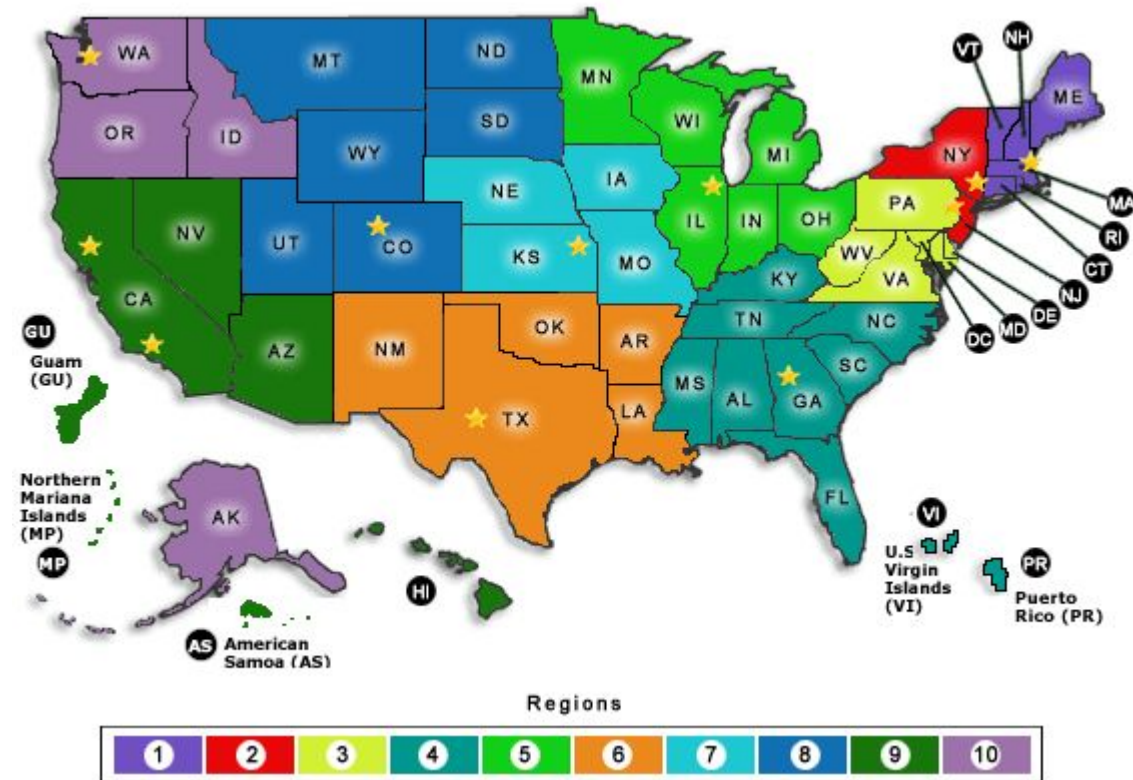 WA
MT
ND
MN
VT
NH
ME
OR
ID
SD
WI
MI
NY
WY
MA
NE
IA
PA
RI
NV
UT
CO
IL
IN
OH
CT
KS
MO
WV
VA
NJ
DE
MD
DC
CA
KY
GU
Guam
(GU)
AZ
NM
OK
AR
TN
NC
SC
MS
AL
GA
TX
LA
FL
Northern
Mariana
Islands
(MP)
MP
AK
HI
VI
U.S
Virgin
Islands
(VI)
PR
Puerto
Rico (PR)
AS
American
Samoa (AS)
Regions
1 2 3 4 5 6 7 8 9 10